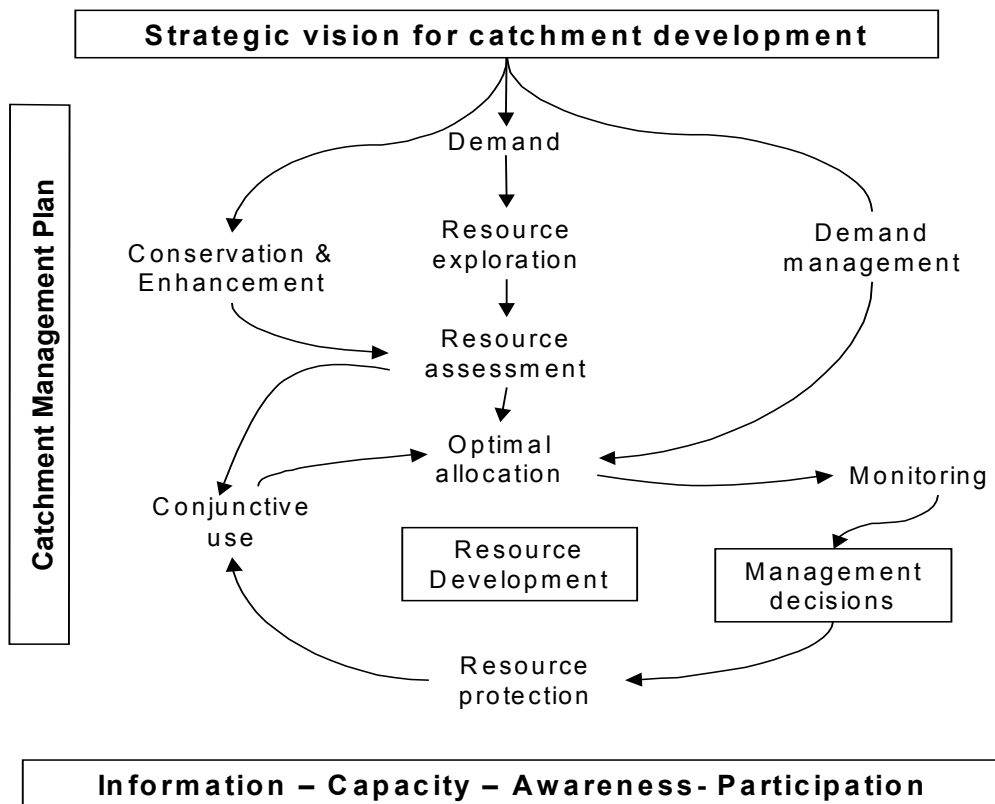 Strategic vision for catchment development
Catchment Management Plan
Demand
Resource
exploration
Conservation &
Enhancement
Demand
management
Resource
assessment
Optimal
allocation
Monitoring
Conjunctive
use
Resource
Development
Management
decisions
Resource
protection
Information – Capacity – Awareness- Participation